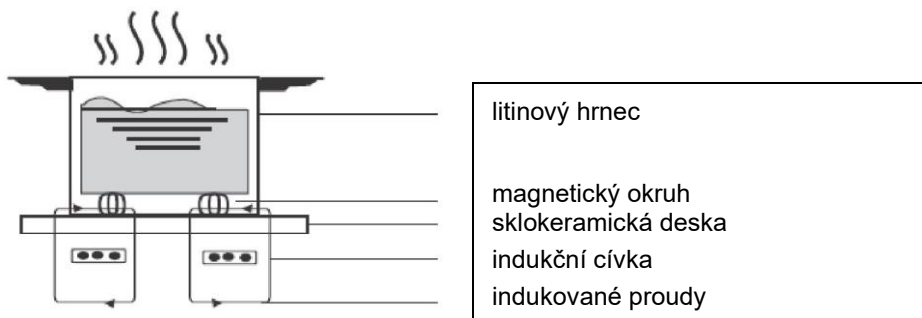 litinový hrnec
magnetický okruh
sklokeramická deska
indukční cívka
indukované proudy